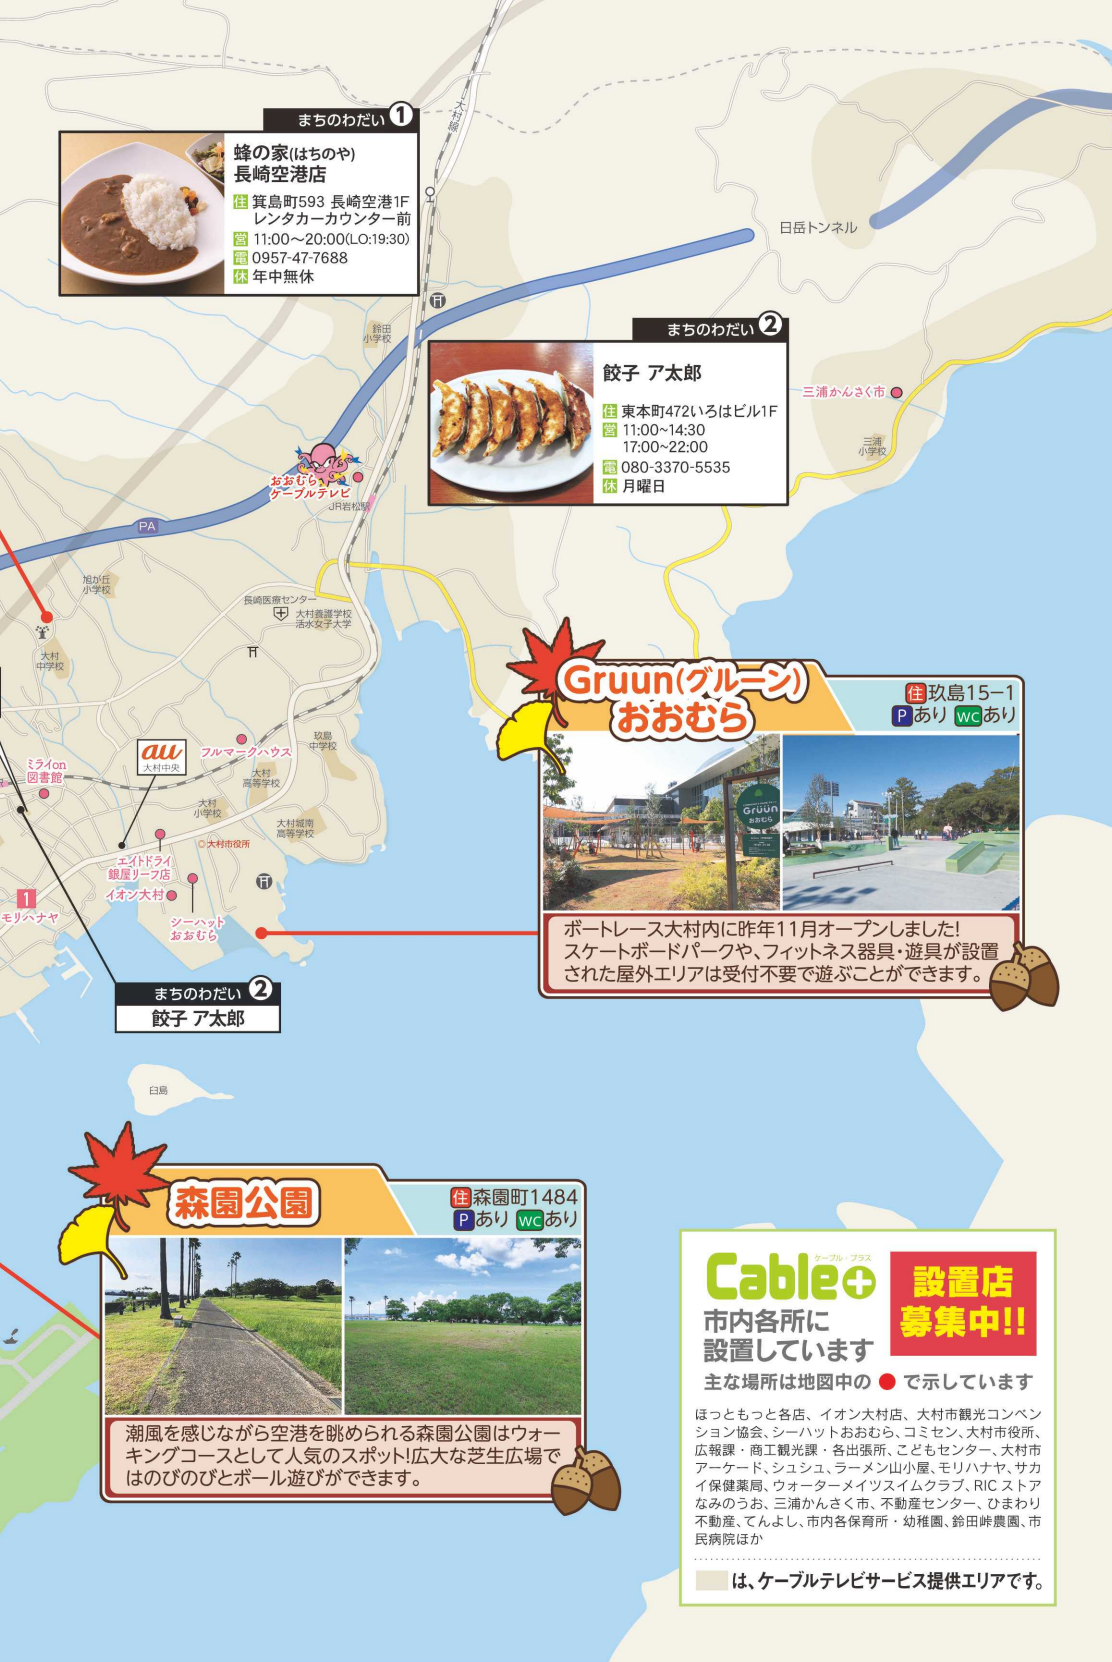 まちのわだい 1
蜂の家(はちのや)
長崎空港店
住 箕島町593 長崎空港1F
レンタカーカウンター前
営 11:00〜20:00(LO:19:30)
電 0957-47-7688
休 年中無休
大村線
日岳トンネル
鈴田
小学校
まちのわだい 2
餃子 ア太郎
住 東本町472いろはビル1F
営 11:00~14:30
17:00~22:00
電 080-3370-5535
休 月曜日
三浦かんさく市
三浦
小学校
おおむら
ケーブルテレビ
JR岩松駅
PA
旭が丘
小学校
長崎医療センター
大村養護学校
活水女子大学
大村
中学校
Gruun(グルーン)
おおむら
住玖島15−1
Pあり WCあり
Grüün
おおむら
ボートレース大村内に昨年11月オープンしました!
スケートボードパークや、フィットネス器具・遊具が設置
された屋外エリアは受付不要で遊ぶことができます。
au
大村中央
フルマークハウス
玖島
中学校
ミライon
図書館
大村
高等学校
大村
小学校
大村城南
高等学校
大村市役所
エイトドライ
銀屋リーフ店
イオン大村
1
モリハナヤ
シーハット
おおむら
まちのわだい 2
餃子 ア太郎
臼島
森園公園
住森園町1484
Pあり WCあり
潮風を感じながら空港を眺められる森園公園はウォー
キングコースとして人気のスポット!広大な芝生広場で
はのびのびとボール遊びができます。
ケーブル・プラス
Cable+
設置店
募集中!!
市内各所に
設置しています
主な場所は地図中の ● で示しています
ほっともっと各店、イオン大村店、大村市観光コンベン
ション協会、シーハットおおむら、コミセン、大村市役所、
広報課・商工観光課・各出張所、こどもセンター、大村市
アーケード、シュシュ、ラーメン山小屋、モリハナヤ、サカ
イ保健薬局、ウォーターメイツスイムクラブ、RIC ストア
なみのうお、三浦かんさく市、不動産センター、ひまわり
不動産、てんよし、市内各保育所・幼稚園、鈴田峠農園、市
民病院ほか
は、ケーブルテレビサービス提供エリアです。